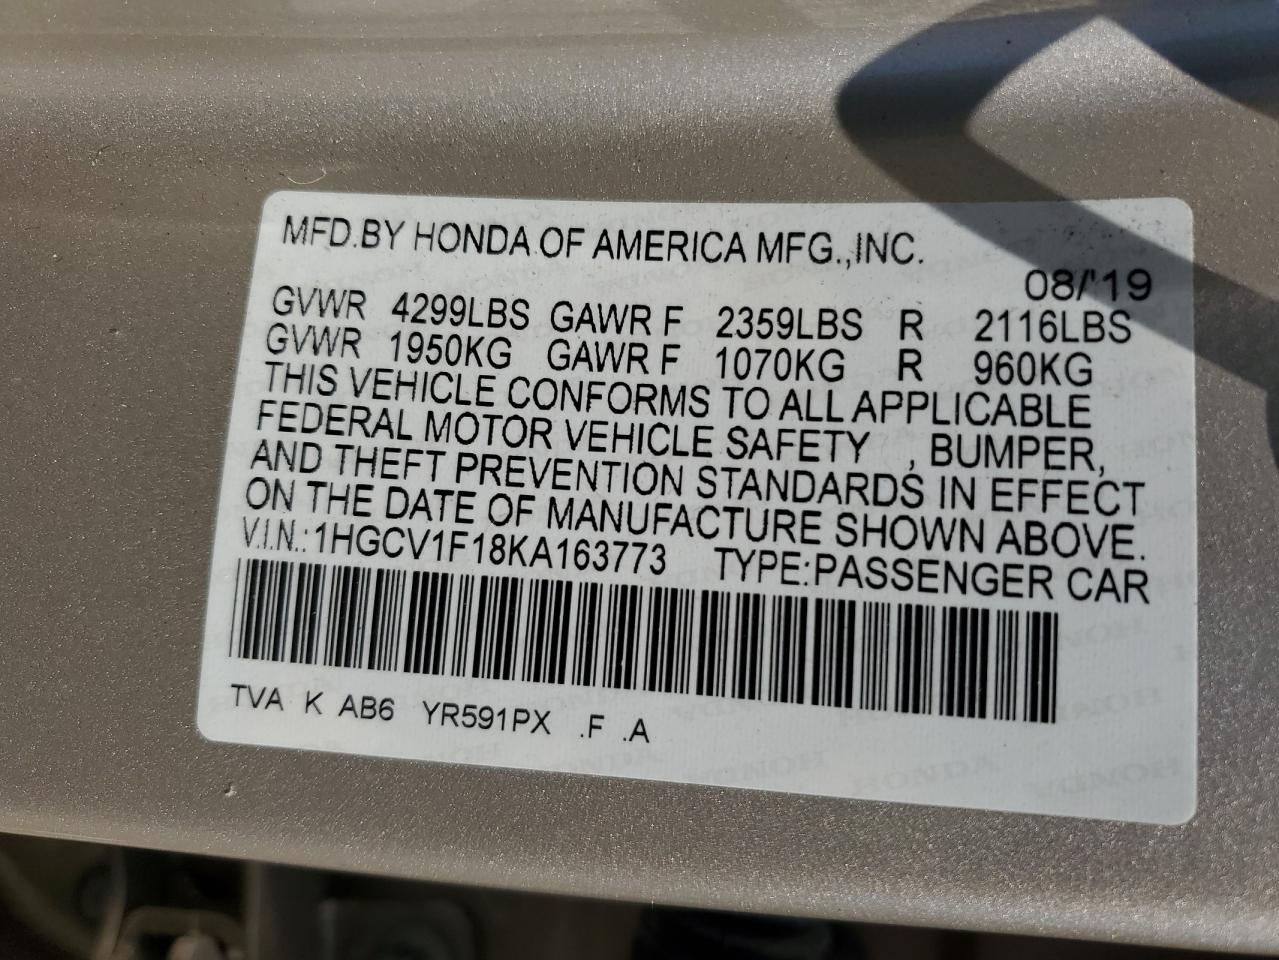 MFD.BY HONDA OF AMERICA MFG.,INC.
08/'19
GVWR 4299LBS GAWR F 2359LBS R 2116LBS
GVWR 1950KG GAWR F 1070KG R 960KG
THIS VEHICLE CONFORMS TO ALL APPLICABLE
FEDERAL MOTOR VEHICLE SAFETY , BUMPER,
AND THEFT PREVENTION STANDARDS IN EFFECT
ON THE DATE OF MANUFACTURE SHOWN ABOVE.
V.I.N.:1HGCV1F18KA163773 TYPE:PASSENGER CAR
TVA K AB6 YR591PX .F .A